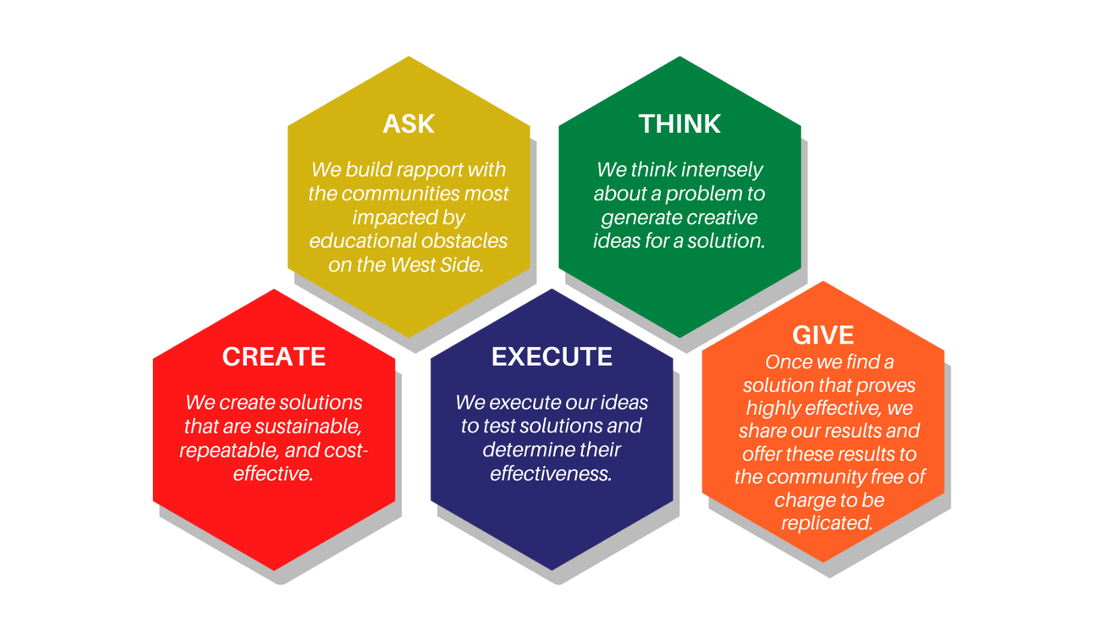 ASK
We build rapport with
the communities most
impacted by
educational obstacles
on the West Side.
THINK
We think intensely
about a problem to
generate creative
ideas for a solution.
CREATE
We create solutions
that are sustainable,
repeatable, and cost-
effective.
EXECUTE
We execute our ideas
to test solutions and
determine their
effectiveness.
GIVE
Once we find a
solution that proves
highly effective, we
share our results and
offer these results to
the community free of
charge to be
replicated.